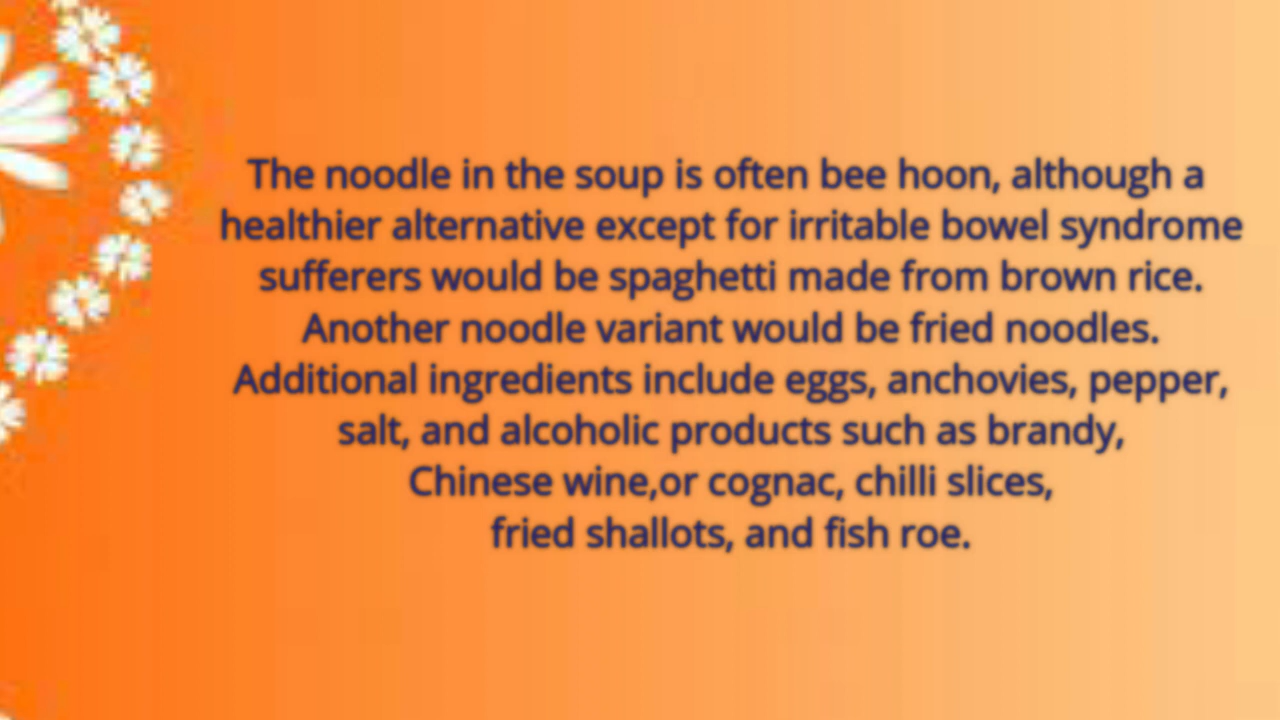 The noodle in the soup is often bee hoon, although a
healthier alternative except for irritable bowel syndrome
sufferers would be spaghetti made from brown rice.
Another noodle variant would be fried noodles.
Additional ingredients include eggs, anchovies, pepper,
salt, and alcoholic products such as brandy,
Chinese wine,or cognac, chilli slices,
fried shallots, and fish roe.